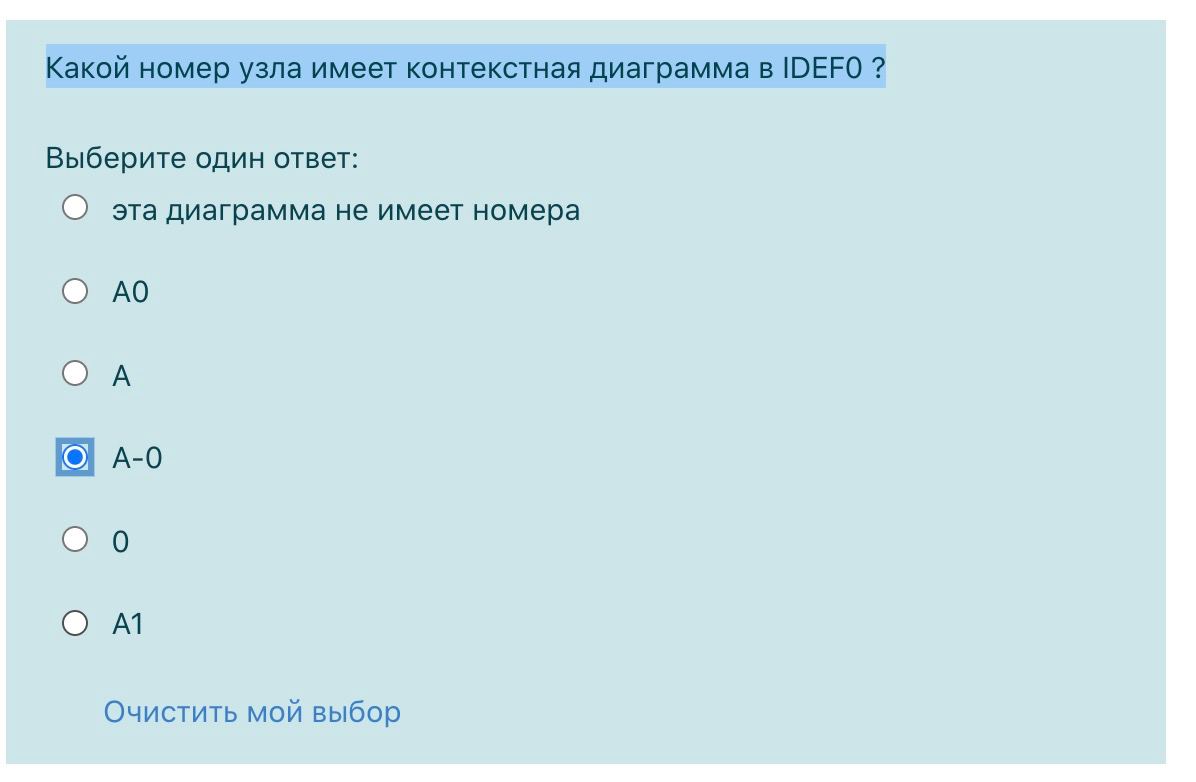 Какой номер узла имеет контекстная диаграмма в IDEF0 ?
Выберите один ответ:
эта диаграмма не имеет номера
A0
A
A-0
0
A1
Очистить мой выбор